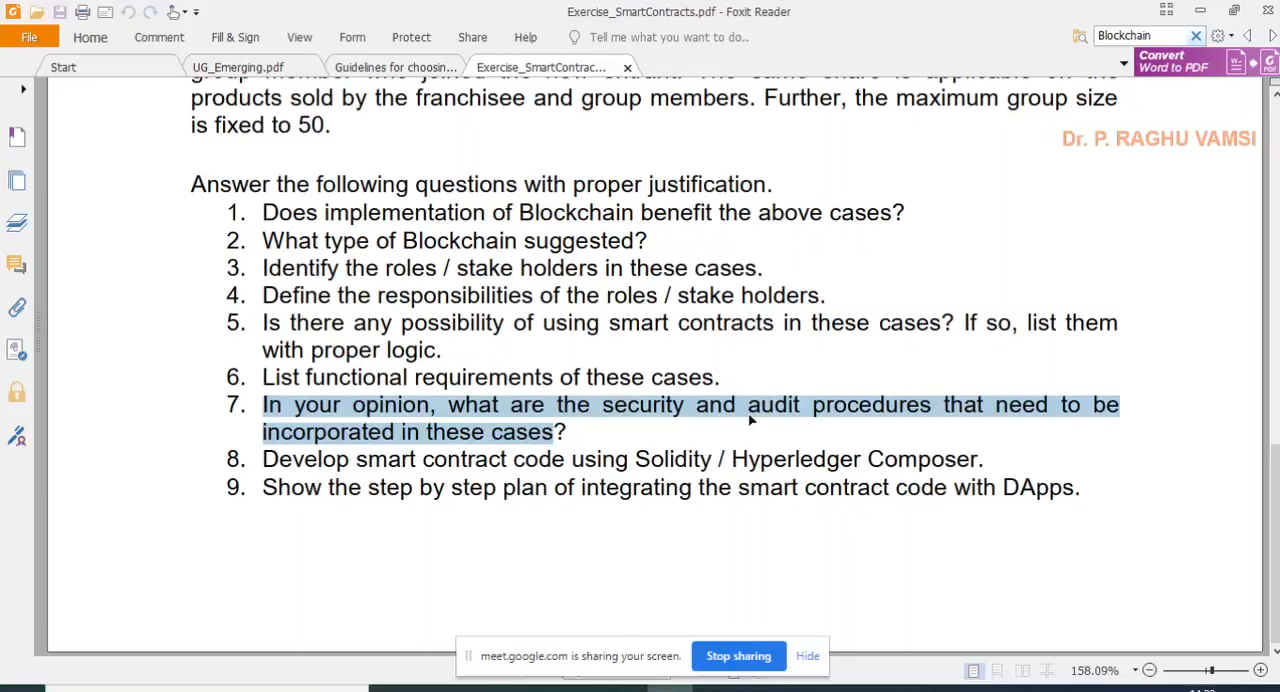 Exercise_SmartContracts.pdf - Foxit Reader
File Home Comment Fill & Sign View Form Protect Share Help Tell me what you want to do.. Blockchain
Start UG_Emerging.pdf Guidelines for choosin... Exercise_SmartContrac... Convert Word to PDF
products sold by the franchisee and group members. Further, the maximum group size
is fixed to 50.
Dr. P. RAGHU VAMSI
Answer the following questions with proper justification.
1. Does implementation of Blockchain benefit the above cases?
2. What type of Blockchain suggested?
3. Identify the roles / stake holders in these cases.
4. Define the responsibilities of the roles / stake holders.
5. Is there any possibility of using smart contracts in these cases? If so, list them
with proper logic.
6. List functional requirements of these cases.
7. In your opinion, what are the security and audit procedures that need to be
incorporated in these cases?
8. Develop smart contract code using Solidity / Hyperledger Composer.
9. Show the step by step plan of integrating the smart contract code with DApps.
meet.google.com is sharing your screen. Stop sharing Hide
158.09%